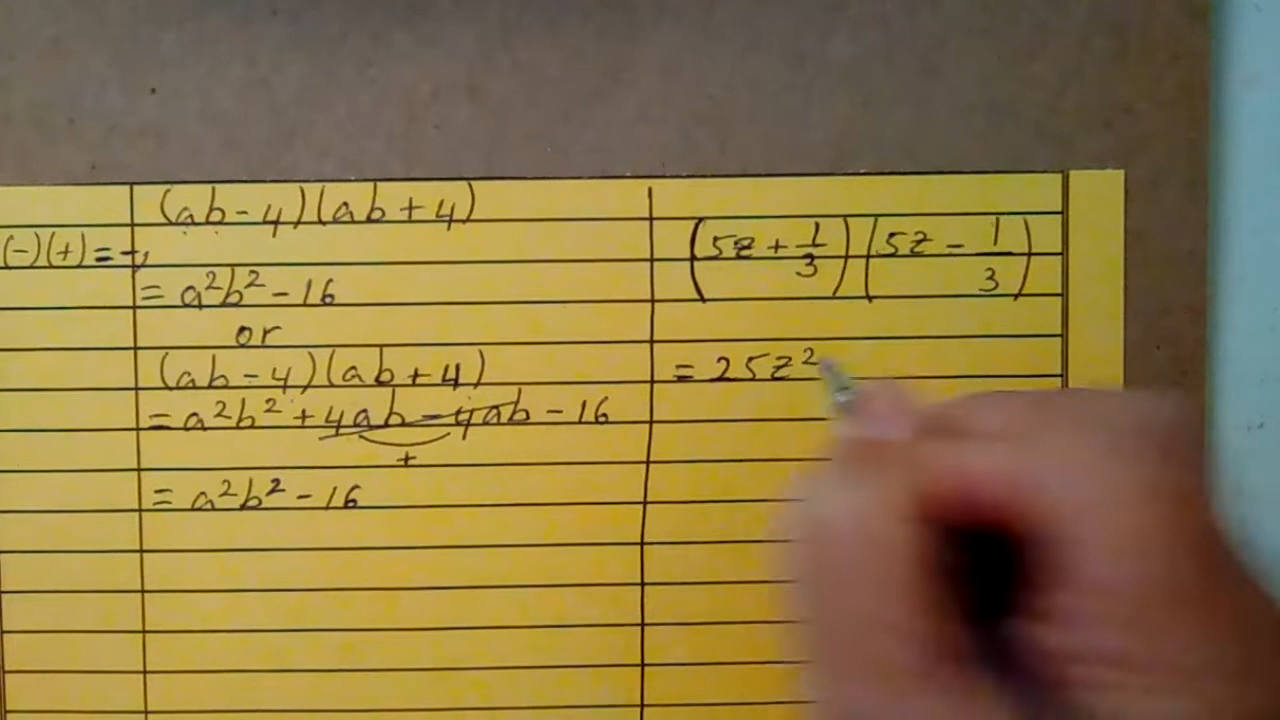 (ab-4)(ab+4)
(-)(+)=-,
= a²b² - 16
or
(ab-4)(ab+4)
= a²b² + 4ab - 4ab - 16
+
= a²b² - 16
(5z + 1/3)(5z - 1/3)
= 25z²